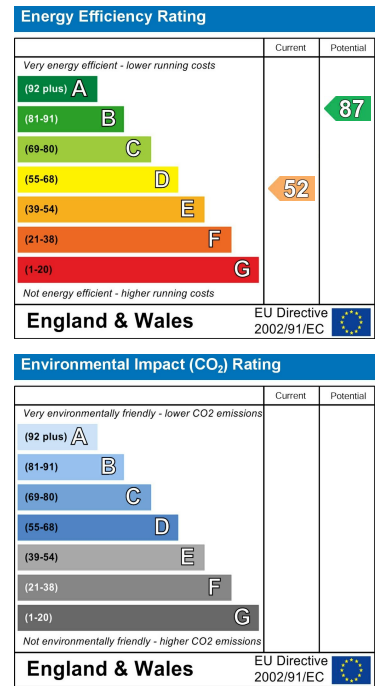 Energy Efficiency Rating
Current Potential
Very energy efficient - lower running costs
(92 plus) A
(81-91) B
(69-80) C
(55-68) D
(39-54) E
(21-38) F
(1-20) G
52
87
Not energy efficient - higher running costs
England & Wales
EU Directive
2002/91/EC
Environmental Impact (CO₂) Rating
Current Potential
Very environmentally friendly - lower CO2 emissions
(92 plus) A
(81-91) B
(69-80) C
(55-68) D
(39-54) E
(21-38) F
(1-20) G
Not environmentally friendly - higher CO2 emissions
England & Wales
EU Directive
2002/91/EC